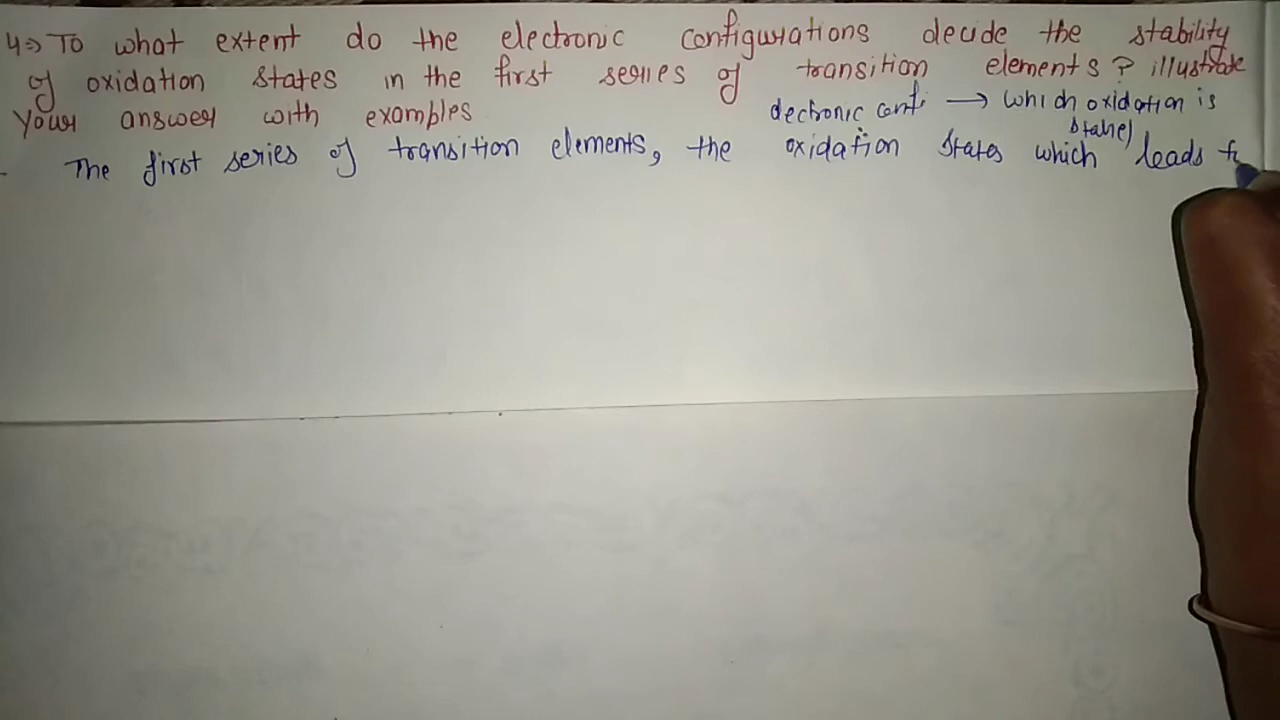 4=> To what extent do the electronic configurations decide the stability
of oxidation states in the first series of transition elements? illustrate
Your answer with examples
dectronic conf: → which oxidation is
stable)
The first series of transition elements, the oxidation states which leads